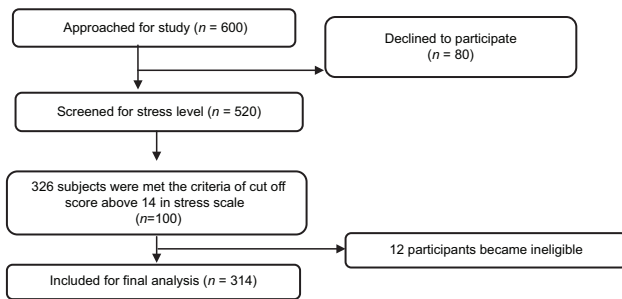 Approached for study (n = 600)
Declined to participate
(n = 80)
Screened for stress level (n = 520)
326 subjects were met the criteria of cut off
score above 14 in stress scale
(n=100)
12 participants became ineligible
Included for final analysis (n = 314)